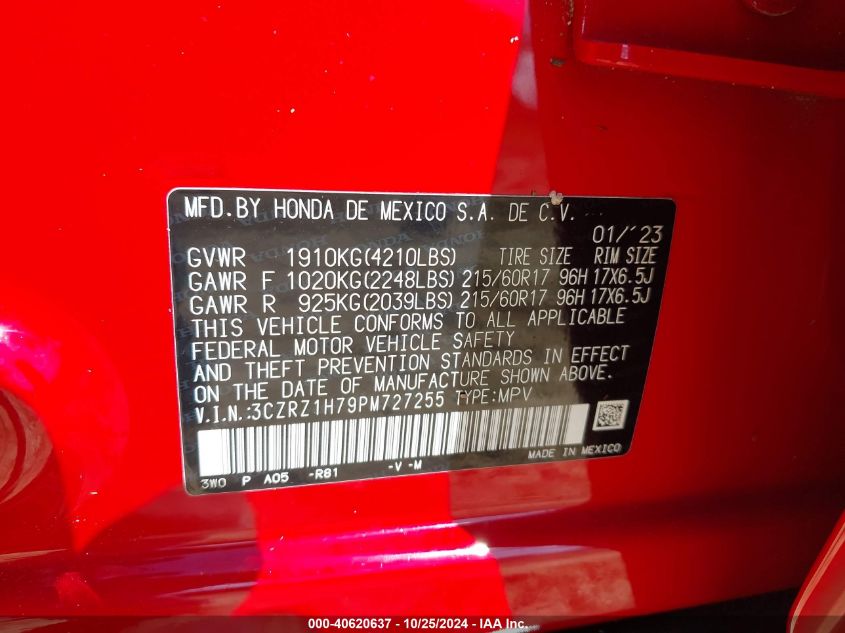 MFD.BY HONDA DE MEXICO S.A. DE C.V.
01/'23
GVWR 1910KG(4210LBS) TIRE SIZE RIM SIZE
GAWR F 1020KG(2248LBS) 215/60R17 96H 17X6.5J
GAWR R 925KG(2039LBS) 215/60R17 96H 17X6.5J
THIS VEHICLE CONFORMS TO ALL APPLICABLE
FEDERAL MOTOR VEHICLE SAFETY
AND THEFT PREVENTION STANDARDS IN EFFECT
ON THE DATE OF MANUFACTURE SHOWN ABOVE.
V.I.N.:3CZRZ1H79PM727255 TYPE:MPV
MADE IN MEXICO
3WO P A05 -R81 -V -M
000-40620637 - 10/25/2024 - IAA Inc.